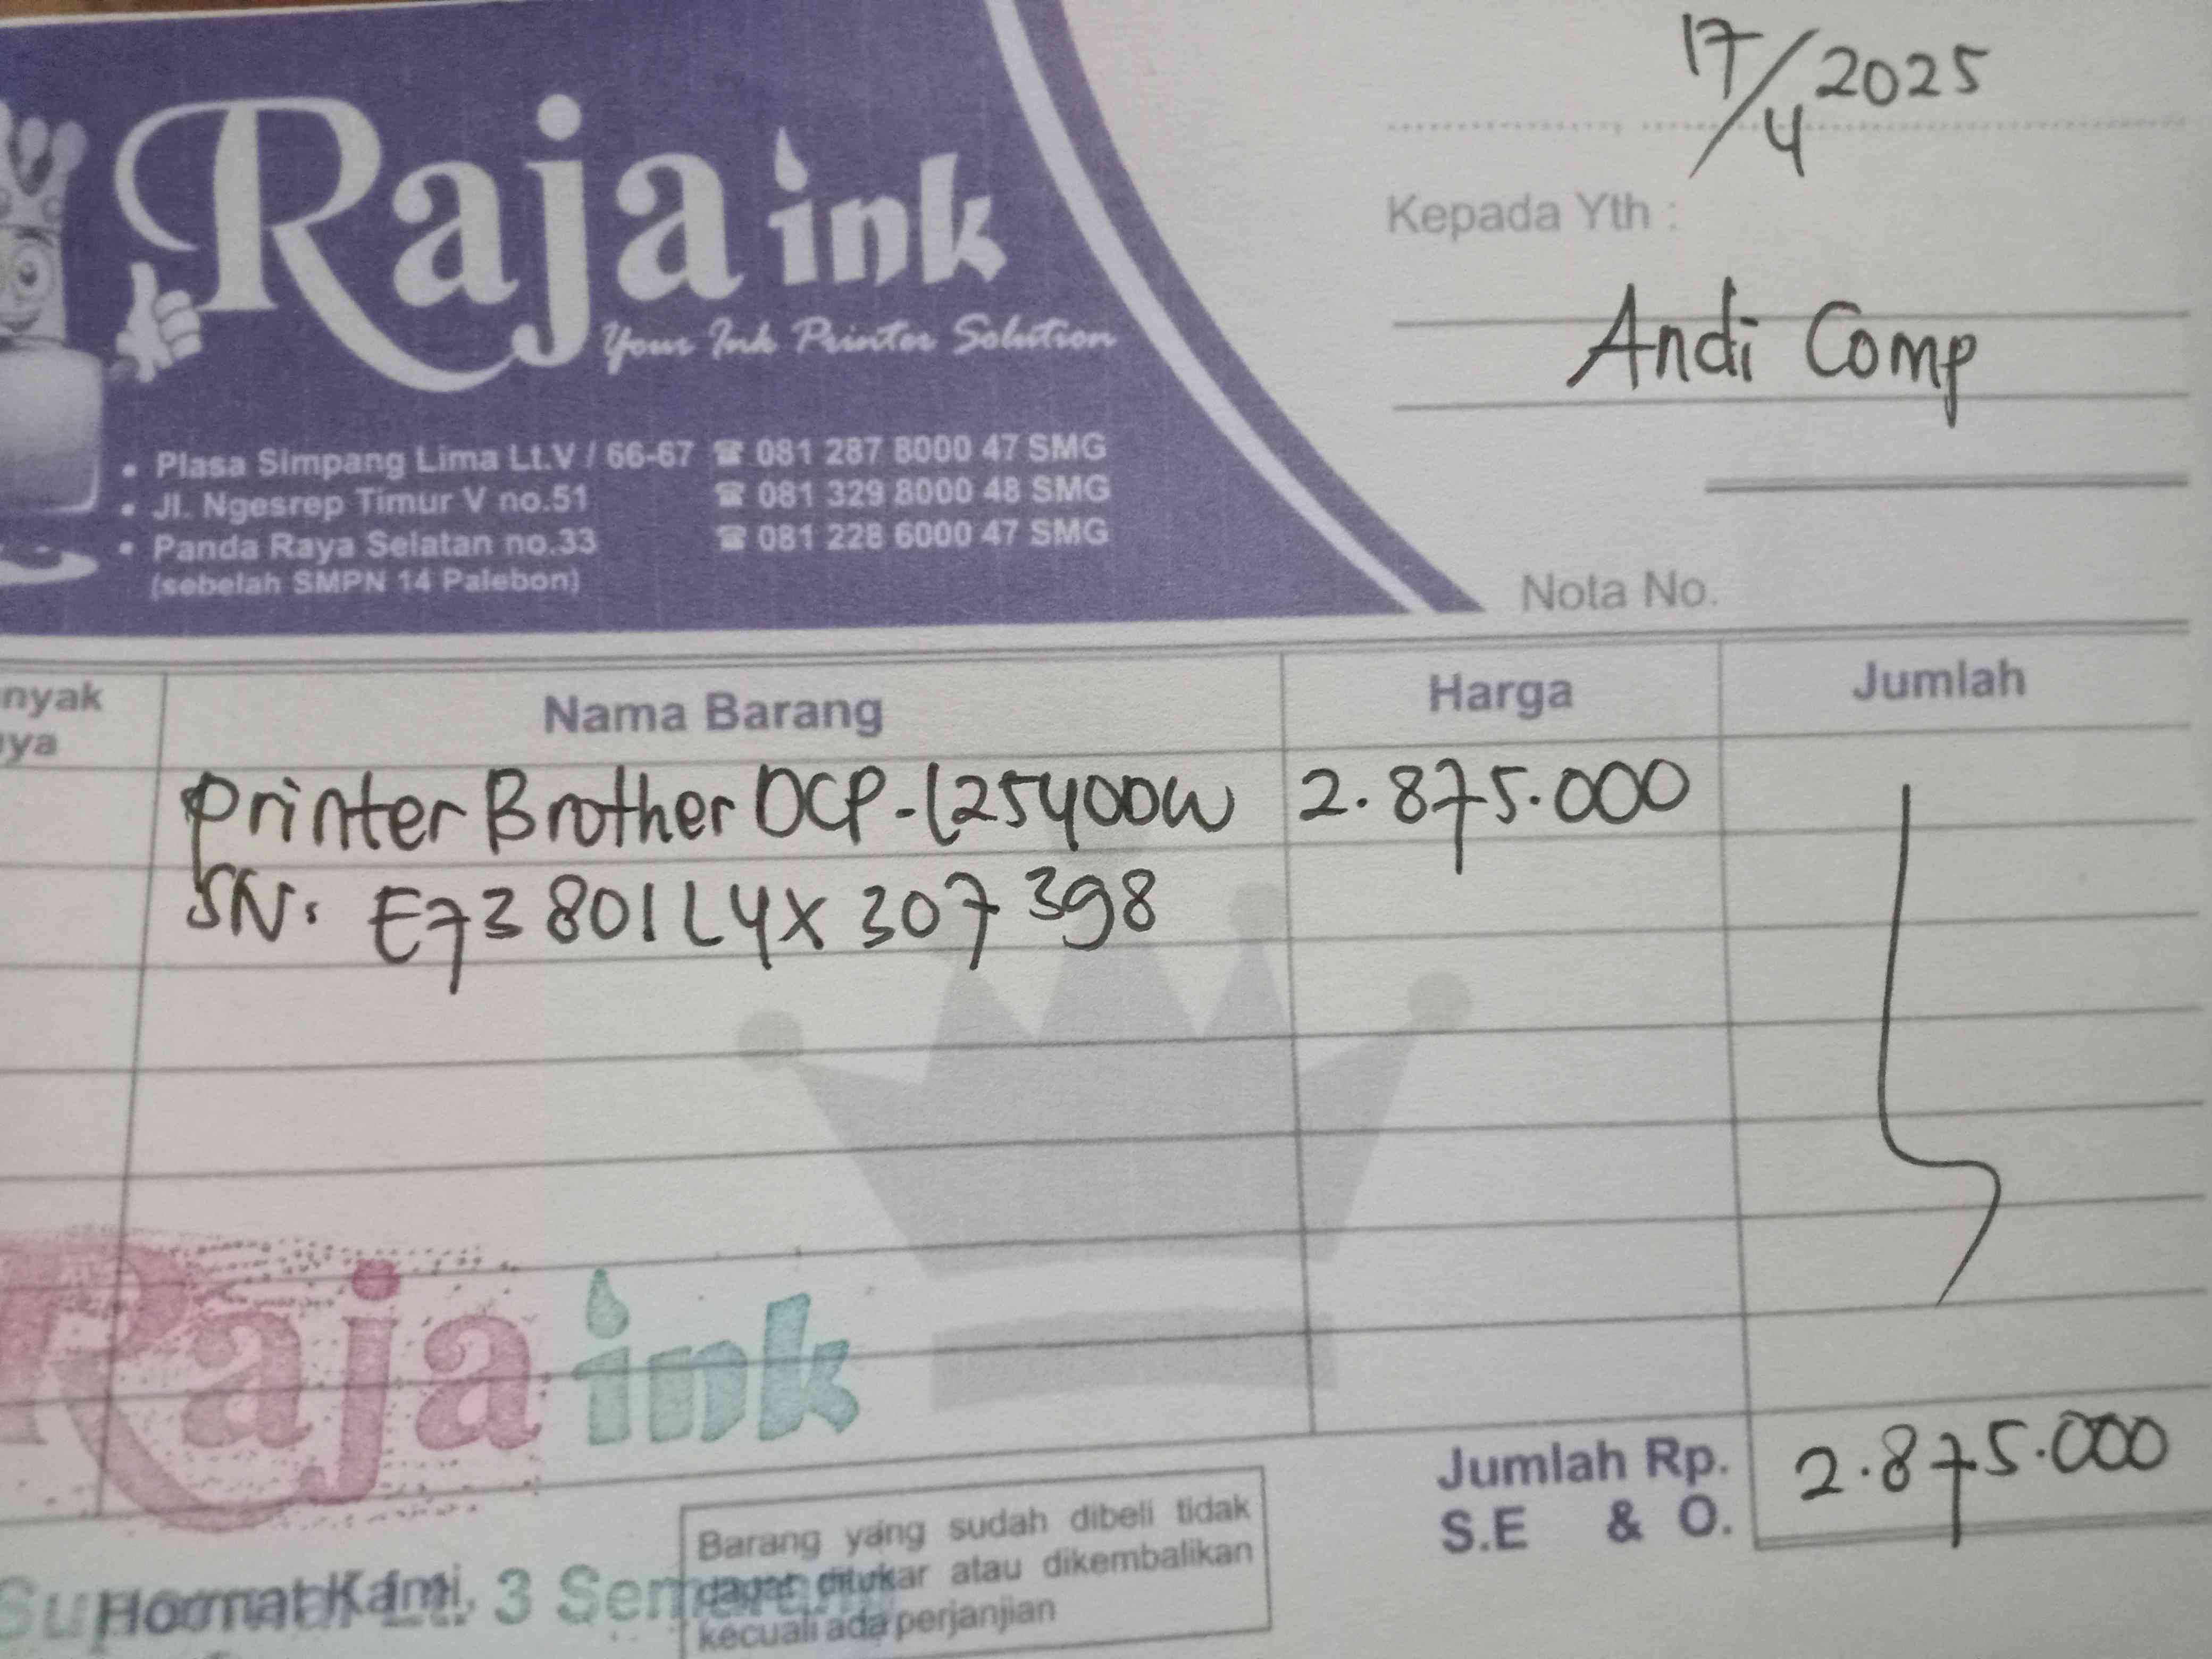 17/4 2025
Raja ink
Your Ink Printer Solution
Kepada Yth :
Andi Comp
• Plasa Simpang Lima Lt.V / 66-67 ☎ 081 287 8000 47 SMG
• Jl. Ngesrep Timur V no.51 ☎ 081 329 8000 48 SMG
• Panda Raya Selatan no.33 ☎ 081 228 6000 47 SMG
(sebelah SMPN 14 Palebon)
Nota No.
nyak
ya
Nama Barang Harga Jumlah
Printer Brother DCP-L2540DW 2.875.000
SN. E73801L4X307398
Raja ink
Jumlah Rp. 2.875.000
S.E & O.
Barang yang sudah dibeli tidak
dapat ditukar atau dikembalikan
kecuali ada perjanjian
Hormat Kami,
Lt. 3 Semarang